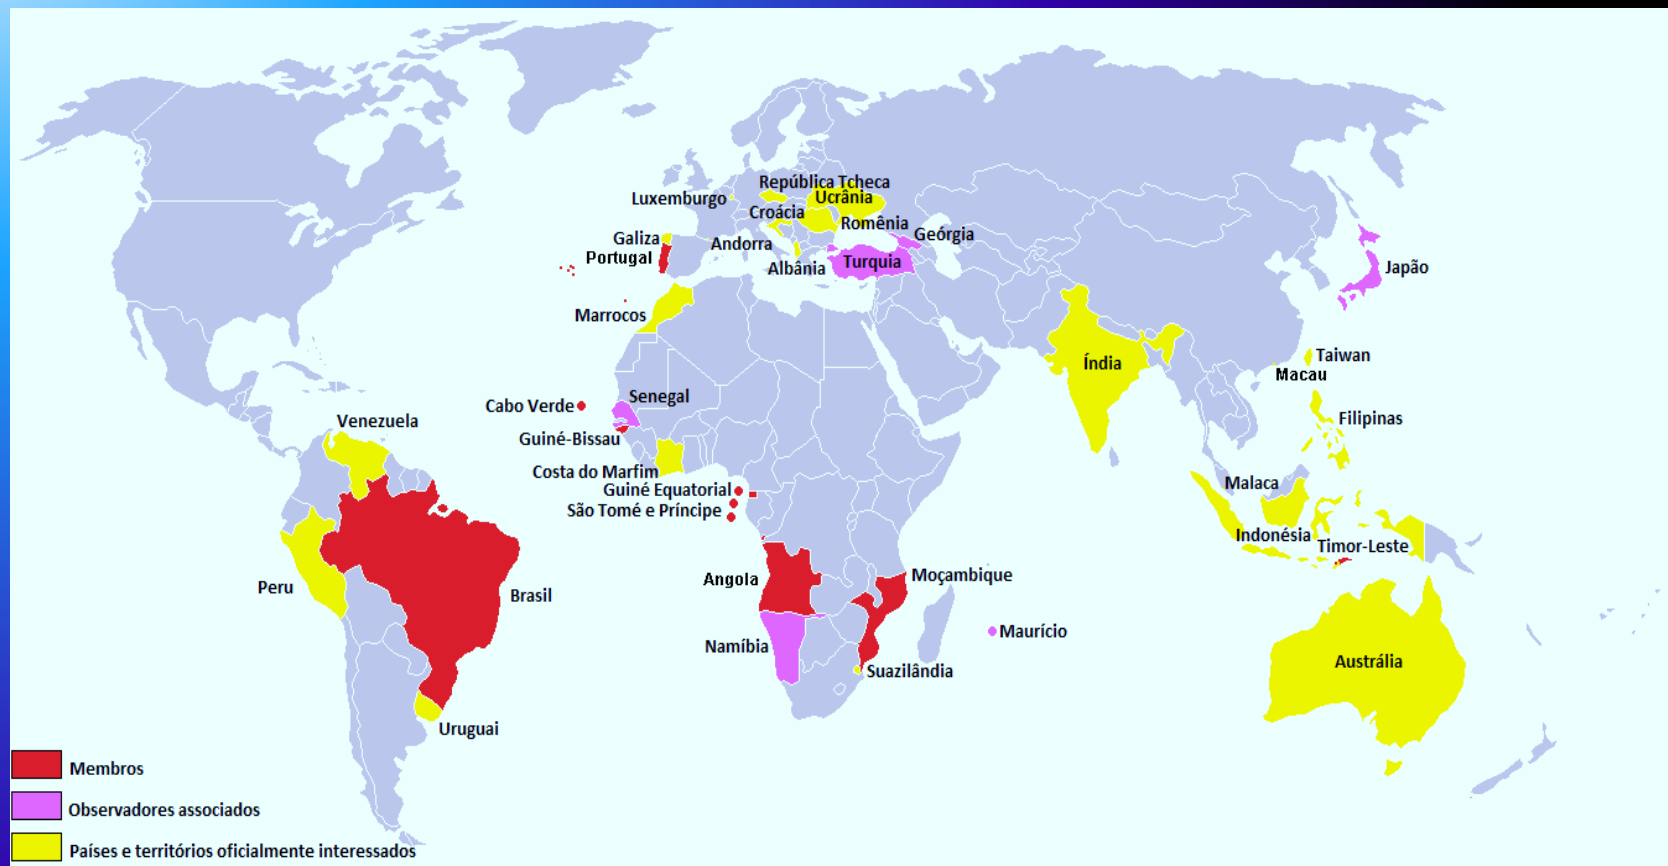 República Tcheca
Luxemburgo
Ucrânia
Croácia
Romênia
Geórgia
Galiza
Andorra
Portugal
Albânia
Turquia
Japão
Marrocos
Índia
Taiwan
Macau
Senegal
Cabo Verde
Filipinas
Venezuela
Guiné-Bissau
Costa do Marfim
Malaca
Guiné Equatorial
São Tomé e Príncipe
Indonésia
Timor-Leste
Angola
Moçambique
Peru
Brasil
Maurício
Namíbia
Austrália
Suazilândia
Uruguai
Membros
Observadores associados
Países e territórios oficialmente interessados